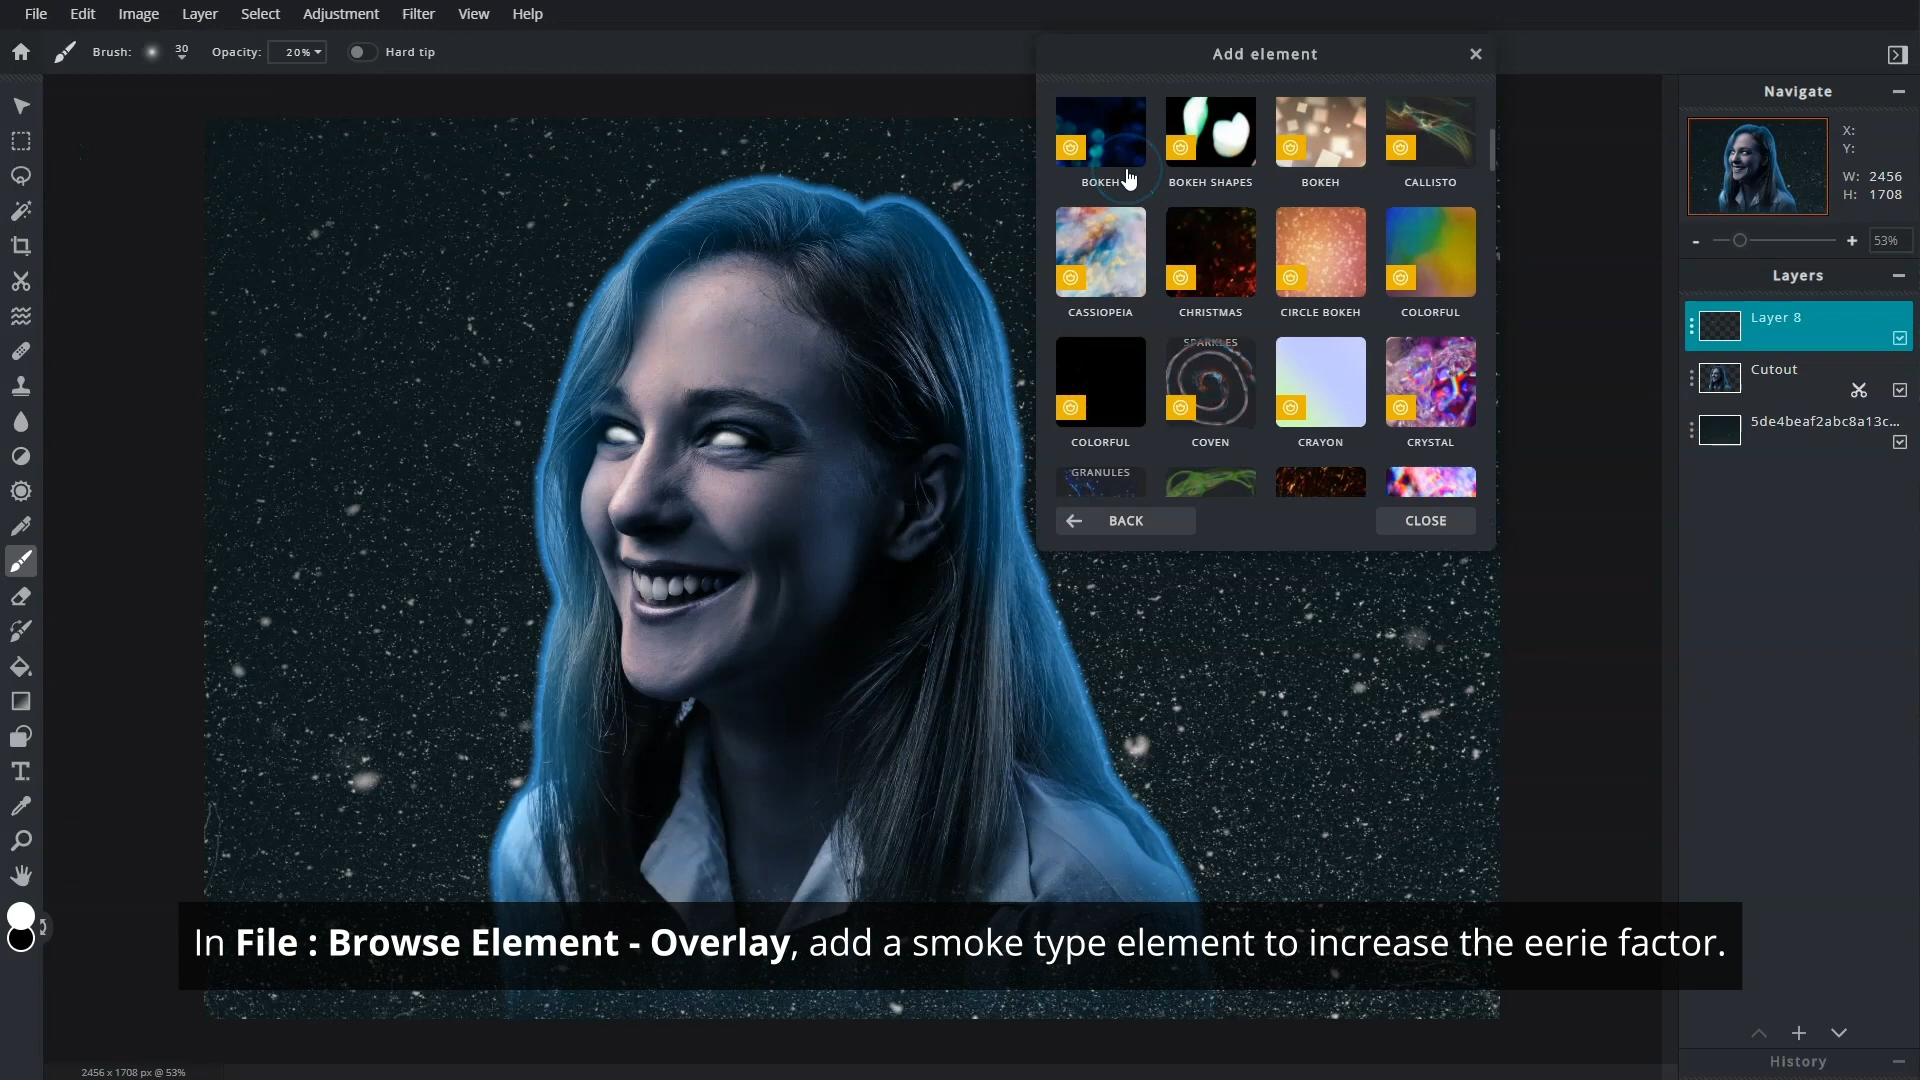 File Edit Image Layer Select Adjustment Filter View Help
Brush: 30 Opacity: 20% Hard tip
Add element
BOKEH BOKEH SHAPES BOKEH CALLISTO
CASSIOPEIA CHRISTMAS CIRCLE BOKEH COLORFUL
SPARKLES
COLORFUL COVEN CRAYON CRYSTAL
GRANULES
BACK CLOSE
Navigate
X:
Y:
W: 2456
H: 1708
- + 53%
Layers
Layer 8
Cutout
5de4beaf2abc8a13c...
In File : Browse Element - Overlay, add a smoke type element to increase the eerie factor.
History
2456 x 1708 px @ 53%